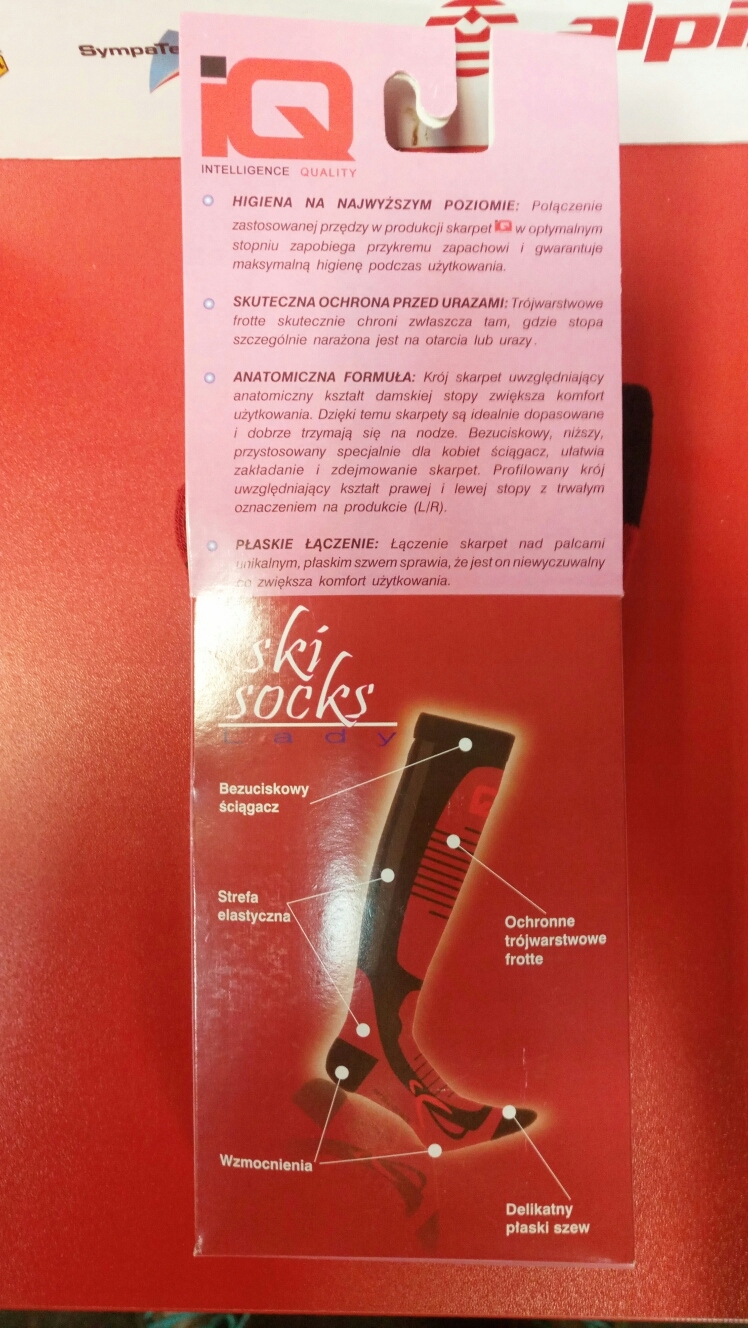 SympaTe
alpi
iQ
INTELLIGENCE QUALITY
HIGIENA NA NAJWYŻSZYM POZIOMIE: Połączenie
zastosowanej przędzy w produkcji skarpet iQ w optymalnym
stopniu zapobiega przykremu zapachowi i gwarantuje
maksymalną higienę podczas użytkowania.
SKUTECZNA OCHRONA PRZED URAZAMI: Trójwarstwowe
frotte skutecznie chroni zwłaszcza tam, gdzie stopa
szczególnie narażona jest na otarcia lub urazy.
ANATOMICZNA FORMUŁA: Krój skarpet uwzględniający
anatomiczny kształt damskiej stopy zwiększa komfort
użytkowania. Dzięki temu skarpety są idealnie dopasowane
i dobrze trzymają się na nodze. Bezuciskowy, niższy,
przystosowany specjalnie dla kobiet ściągacz, ułatwia
zakładanie i zdejmowanie skarpet. Profilowany krój
uwzględniający kształt prawej i lewej stopy z trwałym
oznaczeniem na produkcie (L/R).
PŁASKIE ŁĄCZENIE: Łączenie skarpet nad palcami
unikalnym, płaskim szwem sprawia, że jest on niewyczuwalny
co zwiększa komfort użytkowania.
ski
socks
Lady
Bezuciskowy
ściągacz
Strefa
elastyczna
Ochronne
trójwarstwowe
frotte
Wzmocnienia
Delikatny
płaski szew